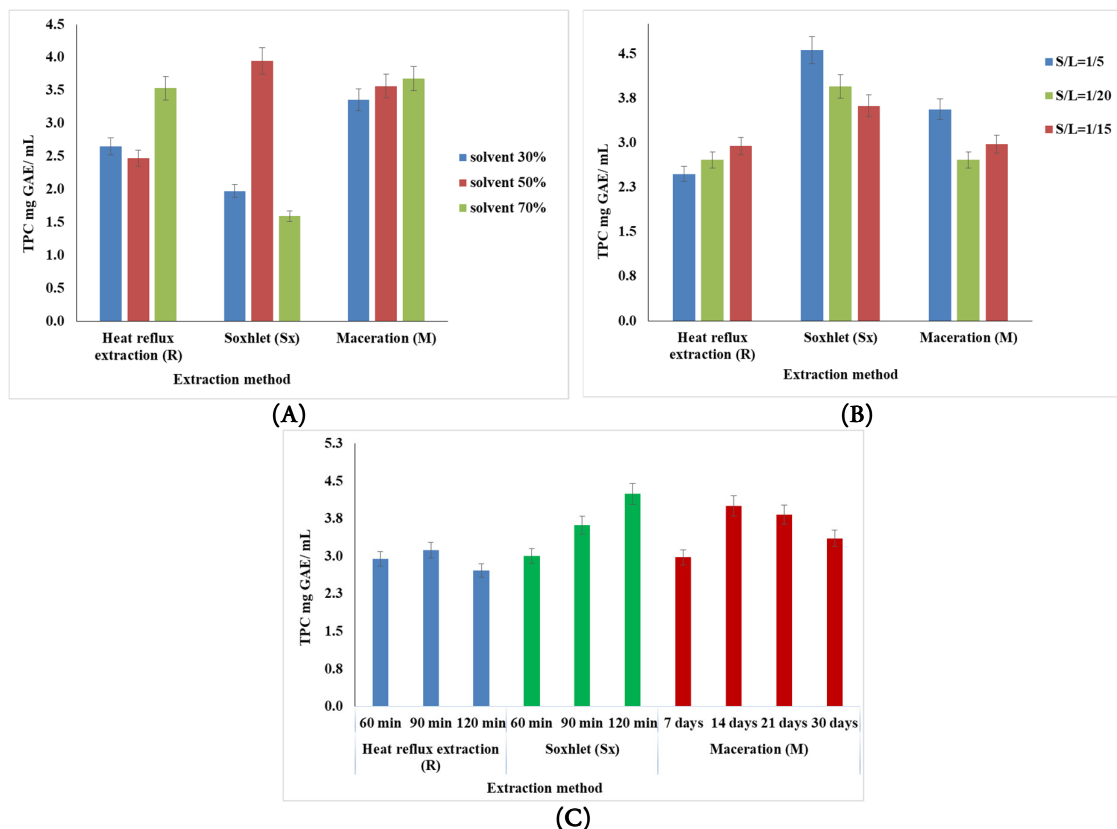 4.5
4.0
3.5
3.0
2.5
2.0
1.5
1.0
0.5
0.0
TPC mg GAE/ mL
Heat reflux
extraction (R)
Soxhlet (Sx)
Maceration (M)
Extraction method
solvent 30%
solvent 50%
solvent 70%
(A)
4.5
3.8
3.0
2.3
1.5
0.8
0.0
TPC mg GAE/ mL
Heat reflux
extraction (R)
Soxhlet (Sx)
Maceration (M)
Extraction method
S/L=1/5
S/L=1/20
S/L=1/15
(B)
5.3
4.5
3.8
3.0
2.3
1.5
0.8
0.0
TPC mg GAE/ mL
60 min 90 min 120 min 60 min 90 min 120 min 7 days 14 days 21 days 30 days
Heat reflux extraction
(R)
Soxhlet (Sx)
Maceration (M)
Extraction method
(C)